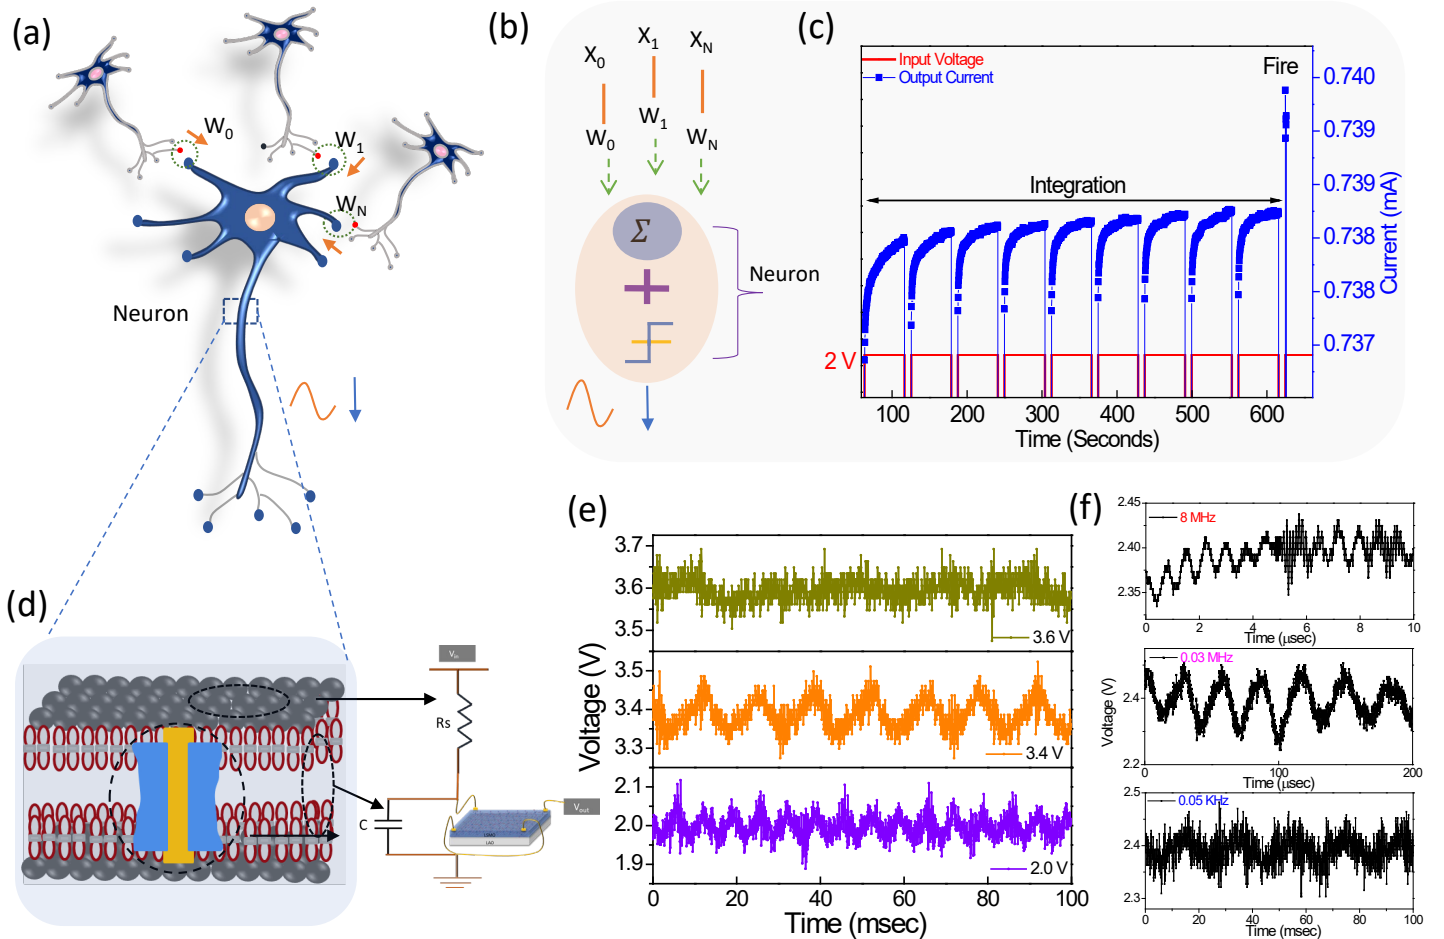 (a)
W0
W1
WN
Neuron
(b)
X0
X1
XN
W0
W1
WN
Σ
+
Neuron
(c)
Input Voltage
Output Current
Fire
Integration
2 V
0.740
0.739
0.739
0.738
0.738
0.737
Current (mA)
100 200 300 400 500 600
Time (Seconds)
(d)
Vin
Rs
C
Vout
LSMO
LAO
(e)
3.7
3.6
3.5
3.6 V
3.5
3.4
3.3
3.4 V
2.1
2.0
1.9
2.0 V
Voltage (V)
0 20 40 60 80 100
Time (msec)
(f)
2.45
2.40
2.35
8 MHz
0 2 4 6 8 10
Time (μsec)
0.03 MHz
2.4
2.2
Voltage (V)
0 100 200
Time (μsec)
2.5
2.4
2.3
0.05 KHz
0 20 40 60 80 100
Time (msec)